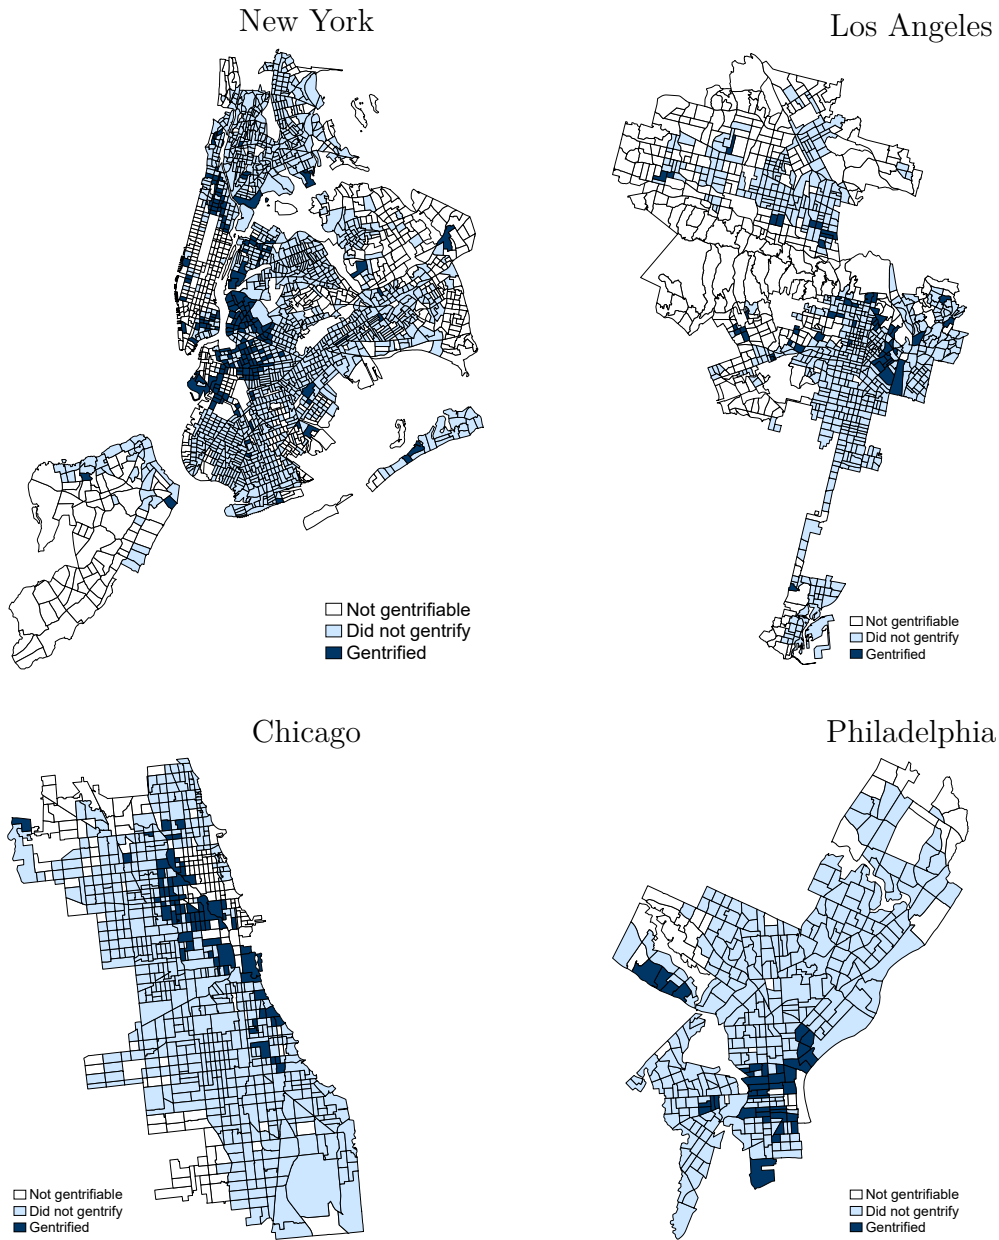 New York
Los Angeles
Not gentrifiable
Did not gentrify
Gentrified
Not gentrifiable
Did not gentrify
Gentrified
Chicago
Philadelphia
Not gentrifiable
Did not gentrify
Gentrified
Not gentrifiable
Did not gentrify
Gentrified